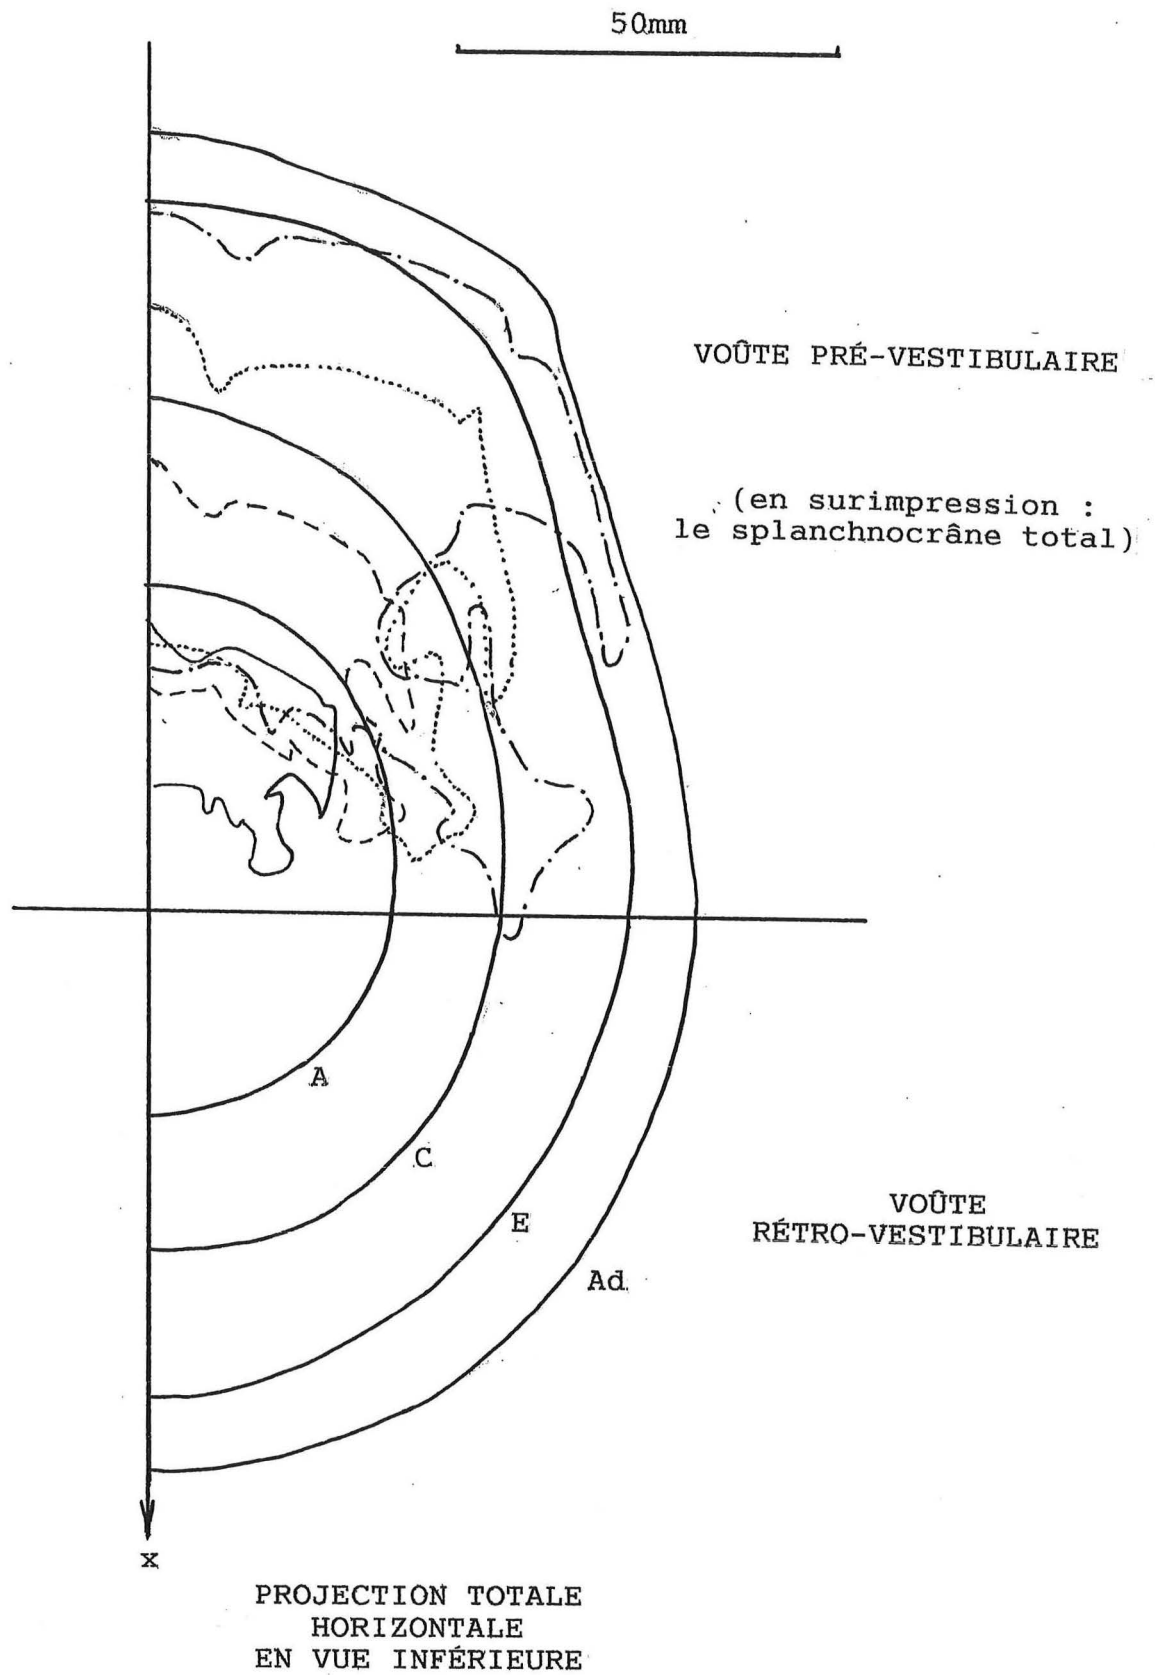 50mm
VOÛTE PRÉ-VESTIBULAIRE
(en surimpression :
le splanchnocrâne total)
A
C
E
VOÛTE
RÉTRO-VESTIBULAIRE
Ad
x
PROJECTION TOTALE
HORIZONTALE
EN VUE INFÉRIEURE